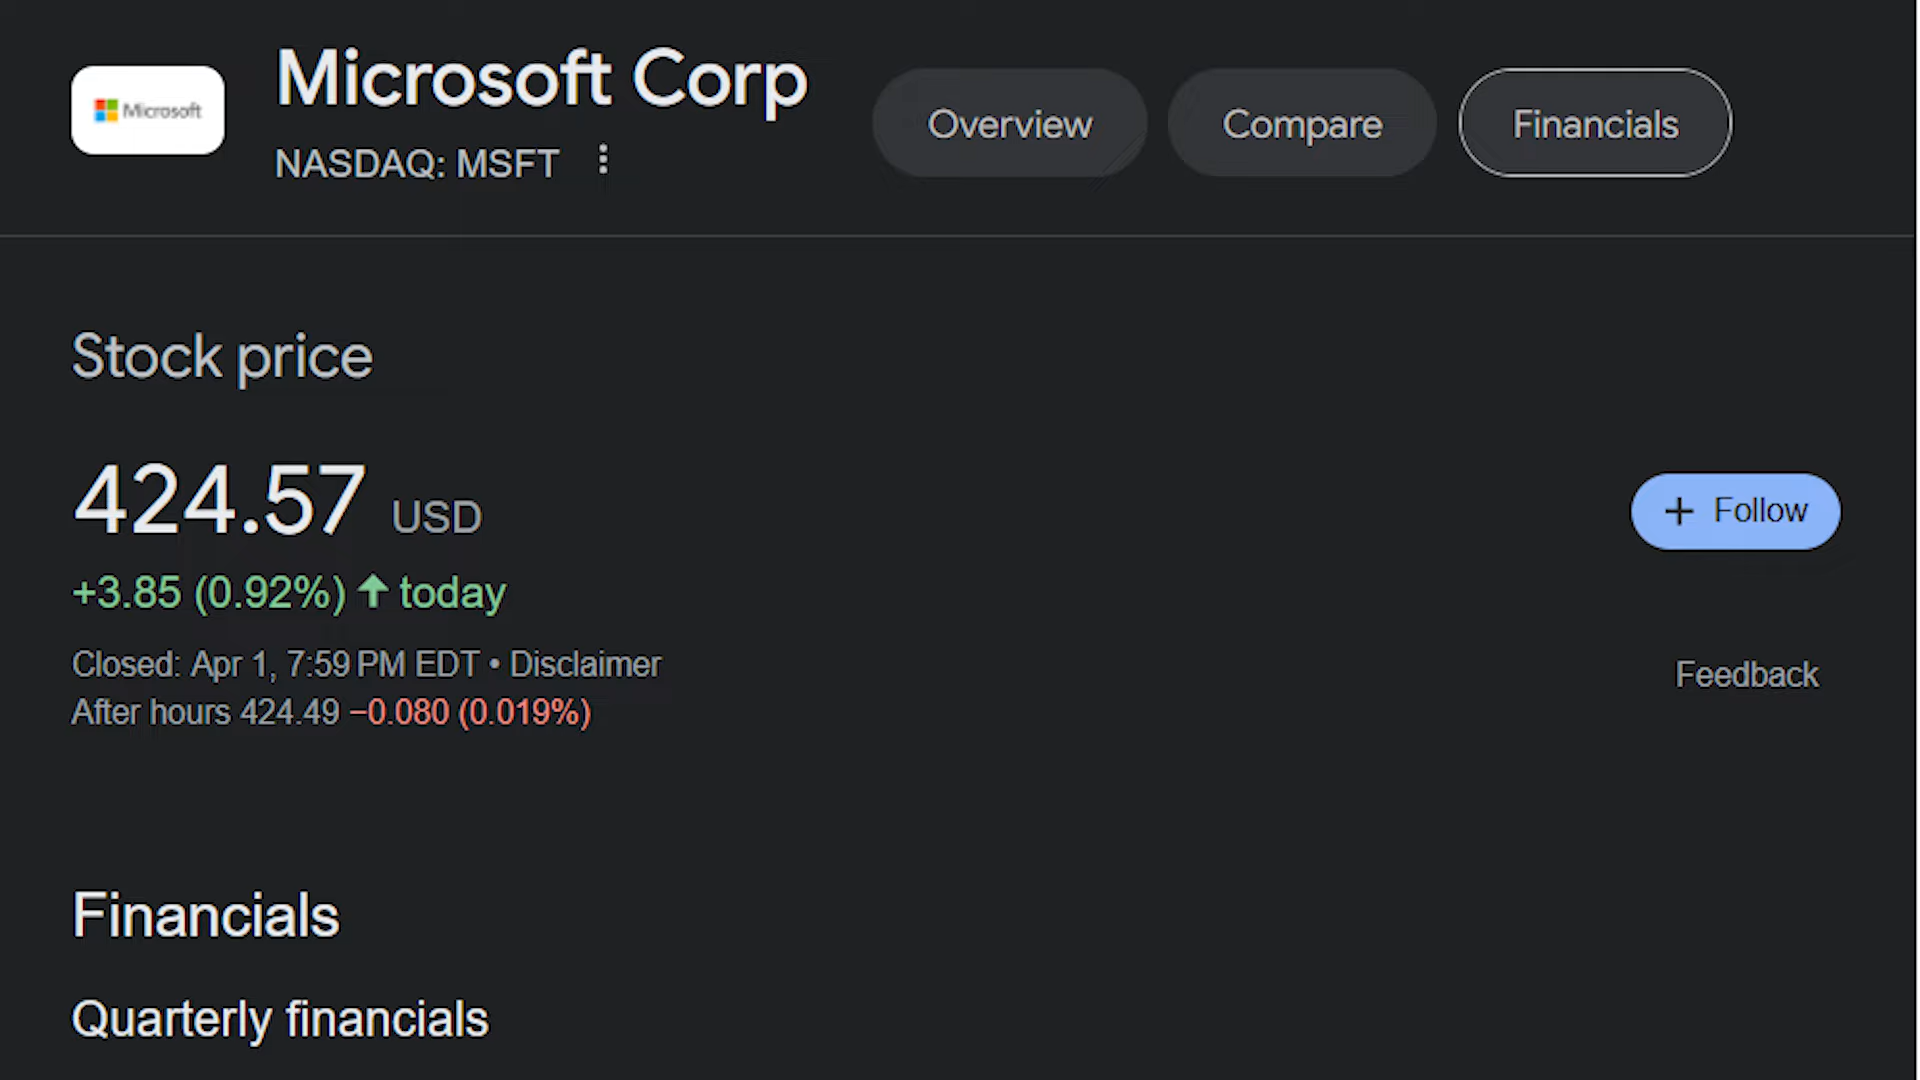 Microsoft
Microsoft Corp
NASDAQ: MSFT
Overview
Compare
Financials
Stock price
424.57 USD
+3.85 (0.92%) ↑ today
Closed: Apr 1, 7:59 PM EDT • Disclaimer
After hours 424.49 −0.080 (0.019%)
+ Follow
Feedback
Financials
Quarterly financials